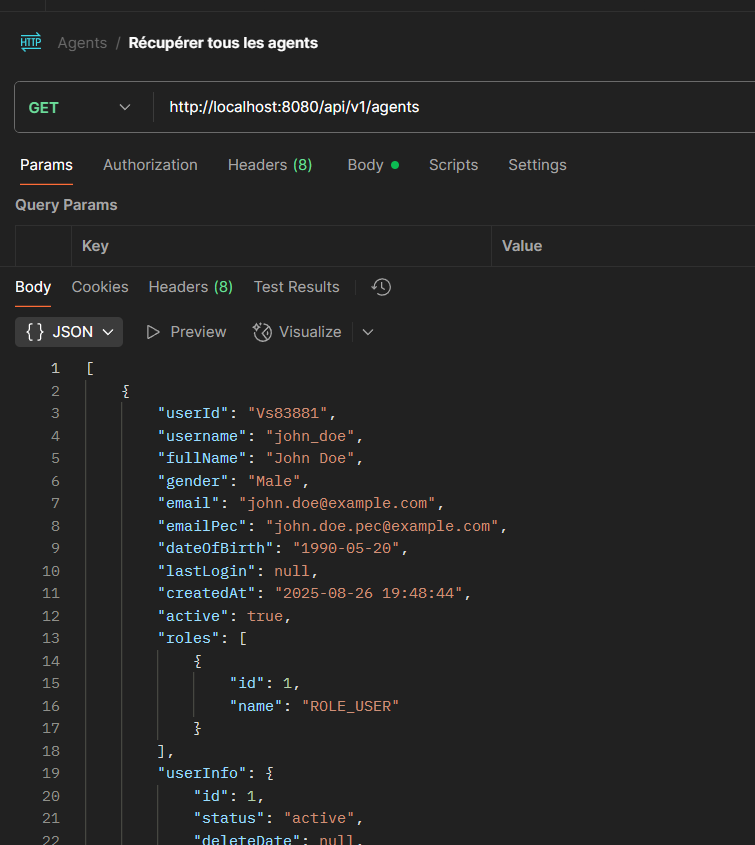 HTTP Agents / Récupérer tous les agents
GET http://localhost:8080/api/v1/agents
Params Authorization Headers (8) Body Scripts Settings
Query Params
Key Value
Body Cookies Headers (8) Test Results
{} JSON Preview Visualize
1 [
2 {
3 "userId": "Vs83881",
4 "username": "john_doe",
5 "fullName": "John Doe",
6 "gender": "Male",
7 "email": "john.doe@example.com",
8 "emailPec": "john.doe.pec@example.com",
9 "dateOfBirth": "1990-05-20",
10 "lastLogin": null,
11 "createdAt": "2025-08-26 19:48:44",
12 "active": true,
13 "roles": [
14 {
15 "id": 1,
16 "name": "ROLE_USER"
17 }
18 ],
19 "userInfo": {
20 "id": 1,
21 "status": "active",
22 "deleteDate": null,